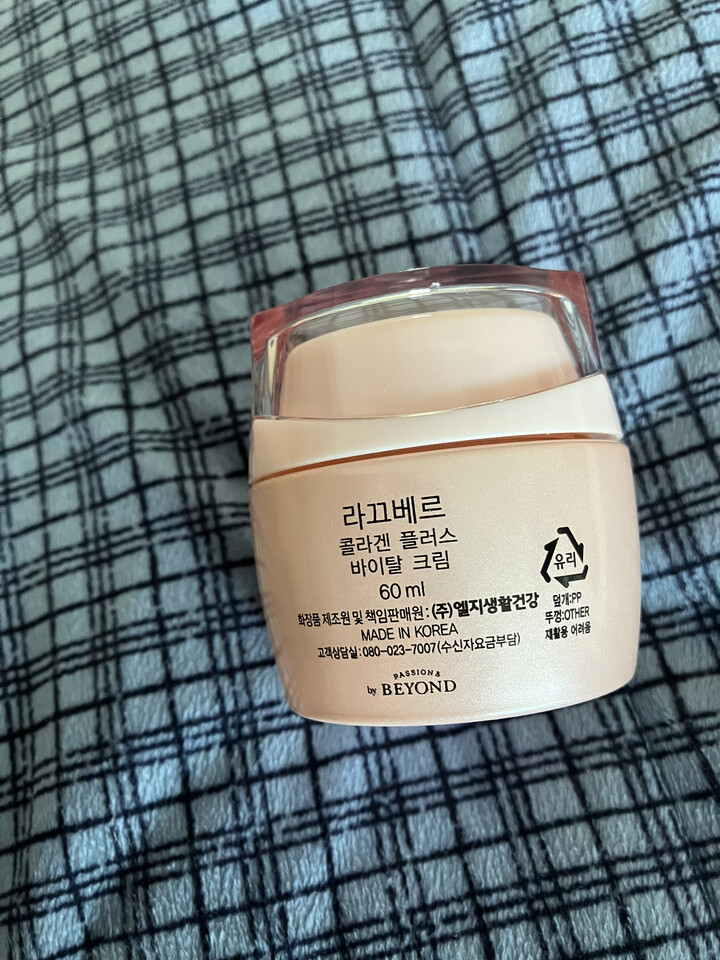 라끄베르
콜라겐 플러스
바이탈 크림
60 ml
화장품 제조원 및 책임판매원 : (주)엘지생활건강
MADE IN KOREA
고객상담실 : 080-023-7007(수신자요금부담)
PASSION&
by BEYOND
유리
덮개:PP
뚜껑:OTHER
재활용 어려움